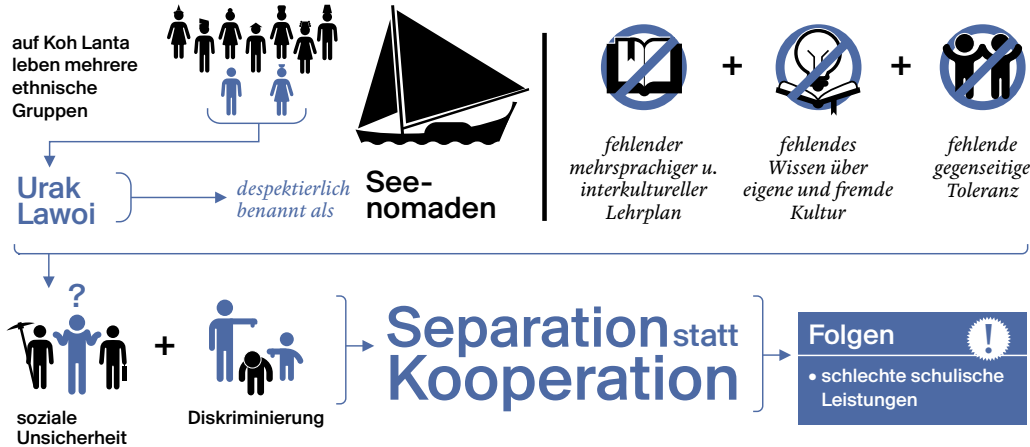 auf Koh Lanta
leben mehrere
ethnische
Gruppen
Urak
Lawoi
despektierlich
benannt als
See-
nomaden
fehlender
mehrsprachiger u.
interkultureller
Lehrplan
+
fehlendes
Wissen über
eigene und fremde
Kultur
+
fehlende
gegenseitige
Toleranz
?
soziale
Unsicherheit
+
Diskriminierung
Separation statt
Kooperation
Folgen
!
• schlechte schulische
Leistungen